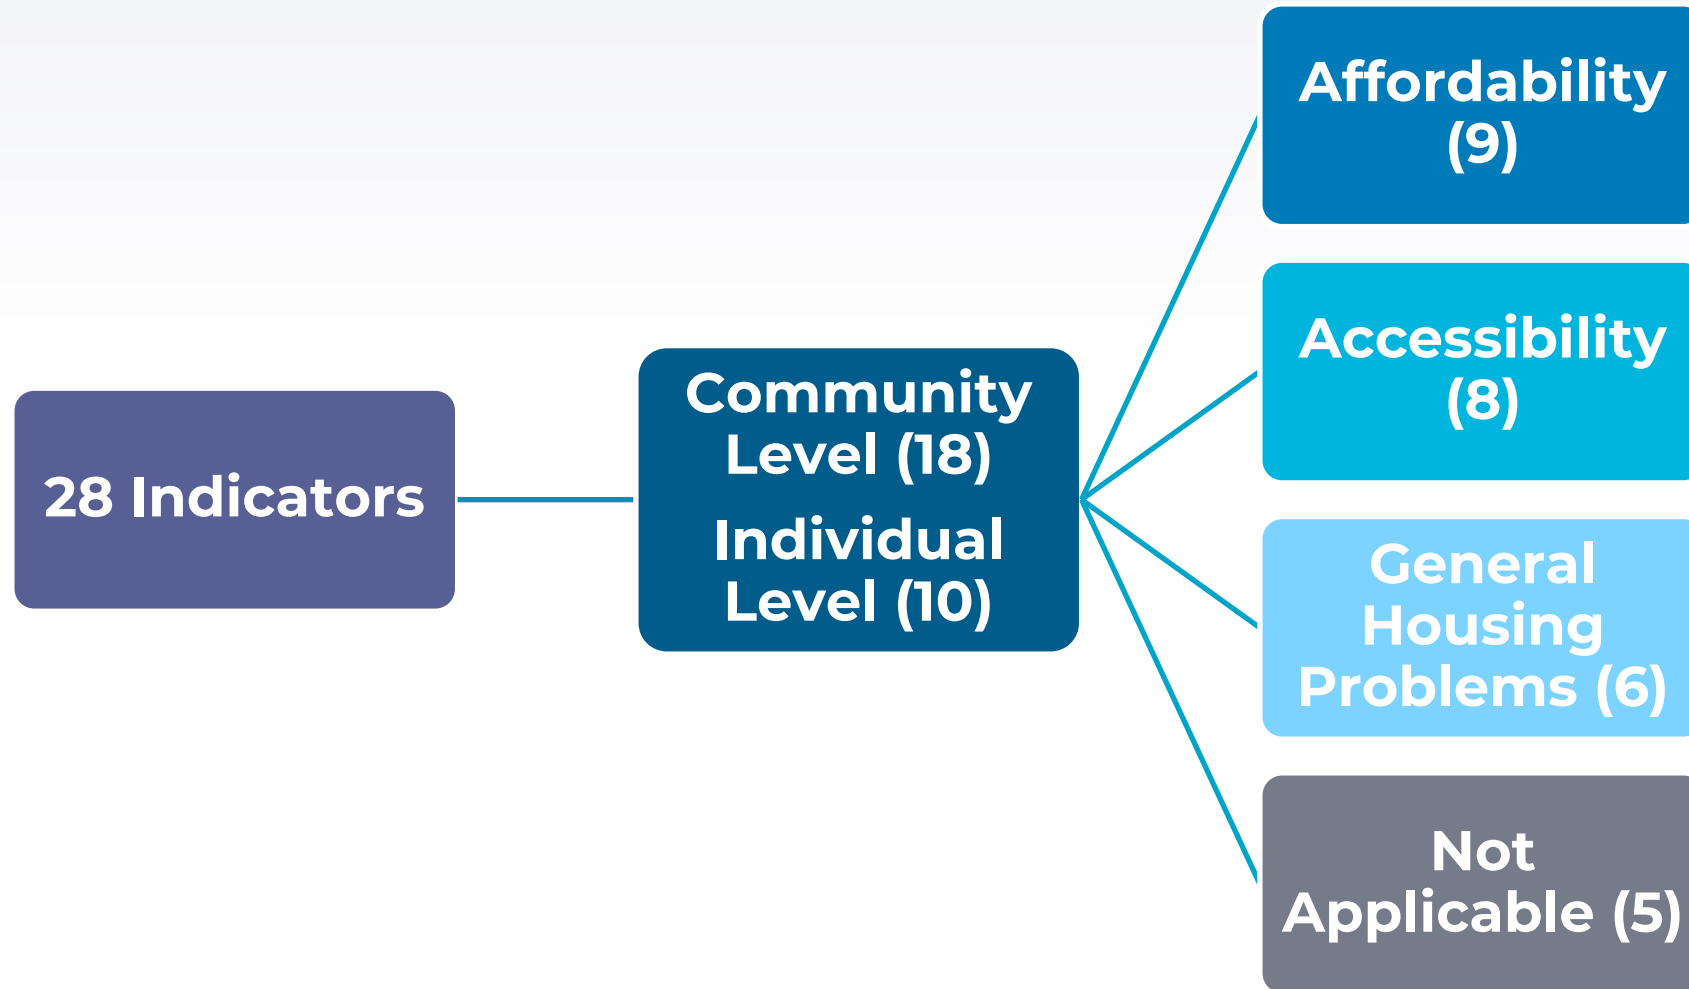 28 Indicators
Community
Level (18)
Individual
Level (10)
Affordability
(9)
Accessibility
(8)
General
Housing
Problems (6)
Not
Applicable (5)